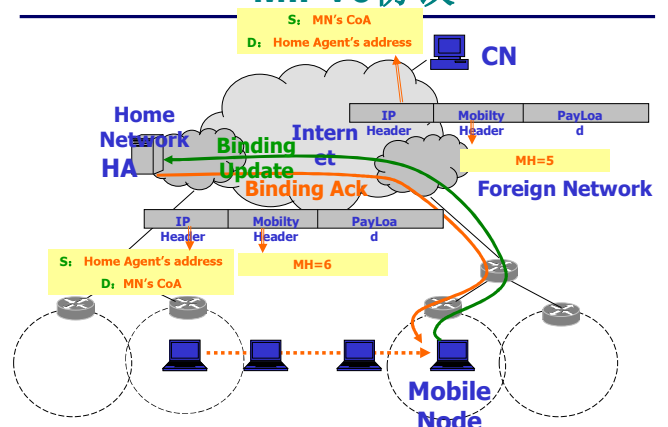 S: MN's CoA
D: Home Agent's address
CN
IP
Header
Mobilty
Header
PayLoa
d
Home
Network
HA
Intern
et
Binding
Update
Binding Ack
MH=5
Foreign Network
IP
Header
Mobilty
Header
PayLoa
d
S: Home Agent's address
D: MN's CoA
MH=6
Mobile
Node